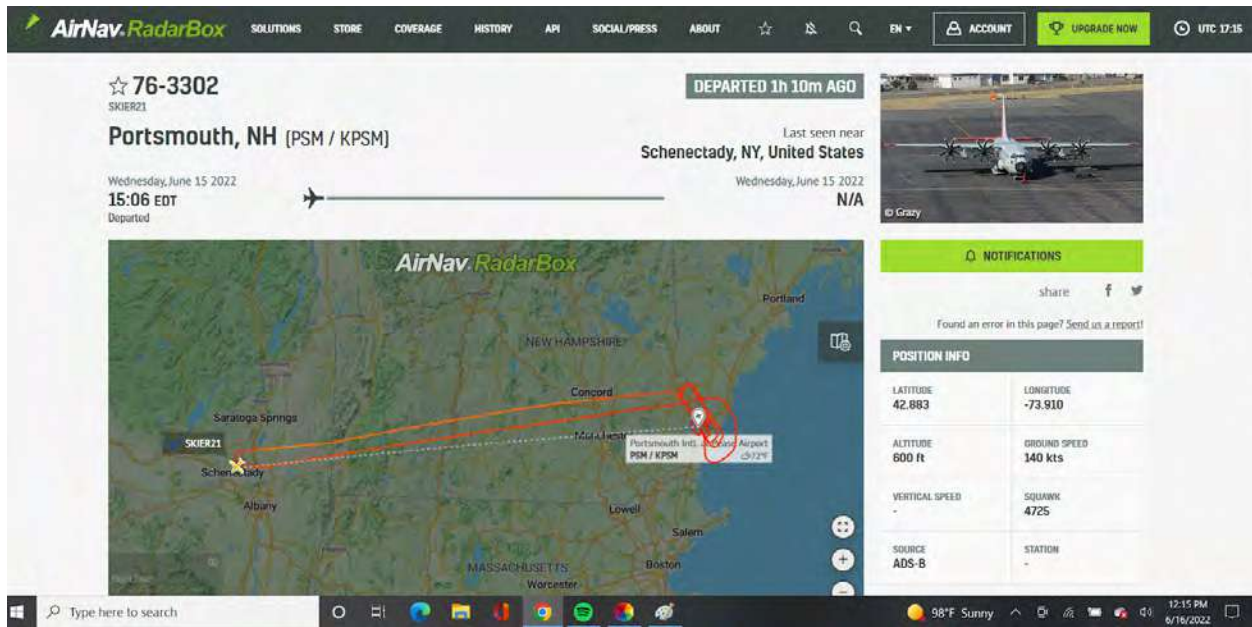 AirNav.RadarBox SOLUTIONS STORE COVERAGE HISTORY API SOCIAL/PRESS ABOUT EN ACCOUNT UPGRADE NOW UTC 17:15
76-3302
SKIER21
DEPARTED 1h 10m AGO
Portsmouth, NH (PSM / KPSM)
Last seen near
Schenectady, NY, United States
Wednesday, June 15 2022
15:06 EDT
Departed
Wednesday, June 15 2022
N/A
© Grazy
AirNav.RadarBox
Portland
NEW HAMPSHIRE
Concord
Saratoga Springs
SKIER21
Schenectady
Albany
Portsmouth Intl. Airport
PSM / KPSM 72°F
Lowell
Salem
MASSACHUSETTS
Boston
Worcester
NOTIFICATIONS
share
Found an error in this page? Send us a report!
POSITION INFO
LATITUDE LONGITUDE
42.883 -73.910
ALTITUDE GROUND SPEED
600 ft 140 kts
VERTICAL SPEED SQUAWK
- 4725
SOURCE STATION
ADS-B -
Type here to search 98°F Sunny 12:15 PM
6/16/2022